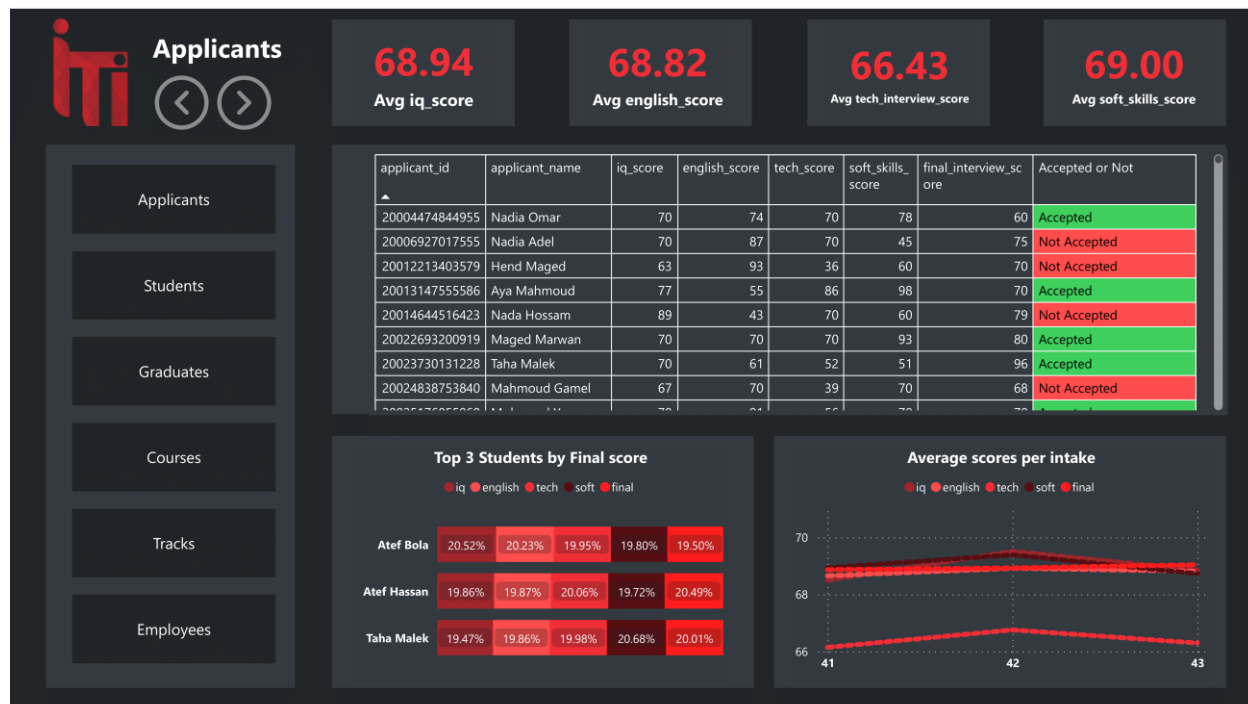 iTi
Applicants
68.94
Avg iq_score
68.82
Avg english_score
66.43
Avg tech_interview_score
69.00
Avg soft_skills_score
Applicants
Students
Graduates
Courses
Tracks
Employees
applicant_id applicant_name iq_score english_score tech_score soft_skills_ final_interview_sc Accepted or Not
score ore
20004474844955 Nadia Omar 70 74 70 78 60 Accepted
20006927017555 Nadia Adel 70 87 70 45 75 Not Accepted
20012213403579 Hend Maged 63 93 36 60 70 Not Accepted
20013147555586 Aya Mahmoud 77 55 86 98 70 Accepted
20014644516423 Nada Hossam 89 43 70 60 79 Not Accepted
20022693200919 Maged Marwan 70 70 70 93 80 Accepted
20023730131228 Taha Malek 70 61 52 51 96 Accepted
20024838753840 Mahmoud Gamel 67 70 39 70 68 Not Accepted
Top 3 Students by Final score
iq english tech soft final
Atef Bola 20.52% 20.23% 19.95% 19.80% 19.50%
Atef Hassan 19.86% 19.87% 20.06% 19.72% 20.49%
Taha Malek 19.47% 19.86% 19.98% 20.68% 20.01%
Average scores per intake
iq english tech soft final
70
68
66
41 42 43